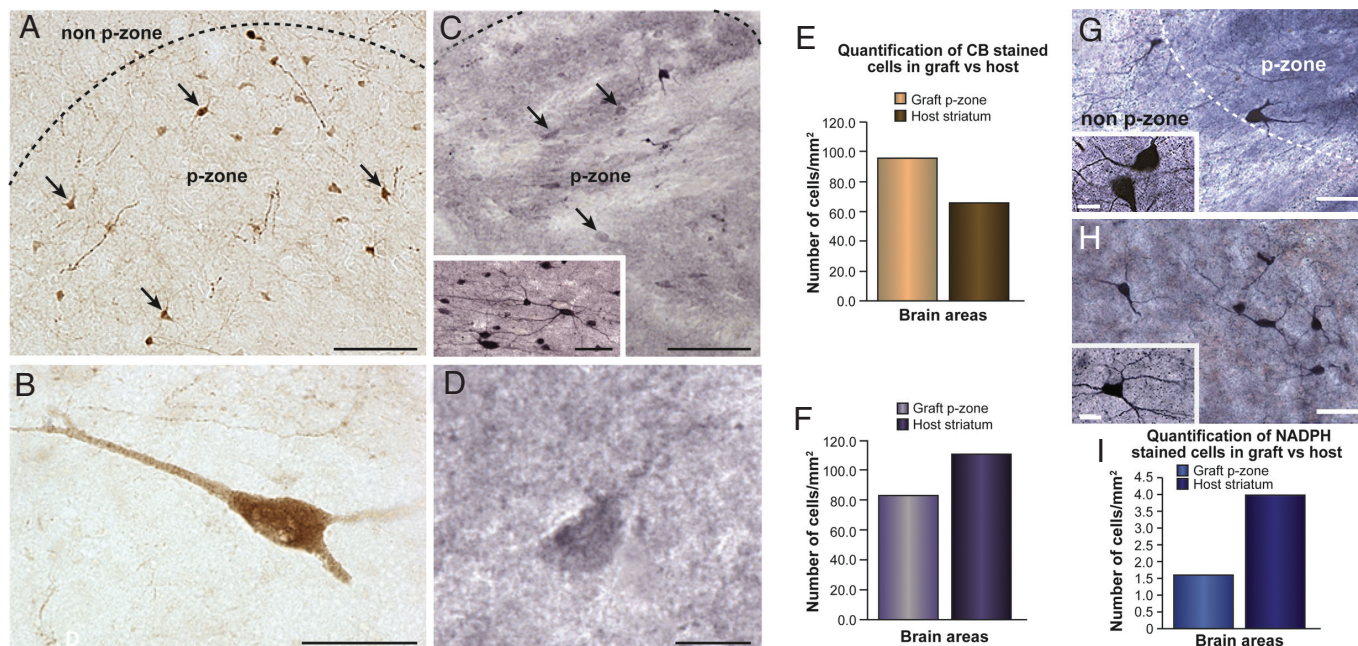 A
non p-zone
p-zone
B
C
p-zone
D
E
Quantification of CB stained
cells in graft vs host
Graft p-zone
Host striatum
Number of cells/mm²
120.0
100.0
80.0
60.0
40.0
20.0
0.0
Brain areas
F
Graft p-zone
Host striatum
Number of cells/mm²
120.0
100.0
80.0
60.0
40.0
20.0
0.0
Brain areas
G
p-zone
non p-zone
H
I
Quantification of NADPH
stained cells in graft vs host
Graft p-zone
Host striatum
Number of cells/mm²
4.5
4.0
3.5
3.0
2.5
2.0
1.5
1.0
0.5
0
Brain areas